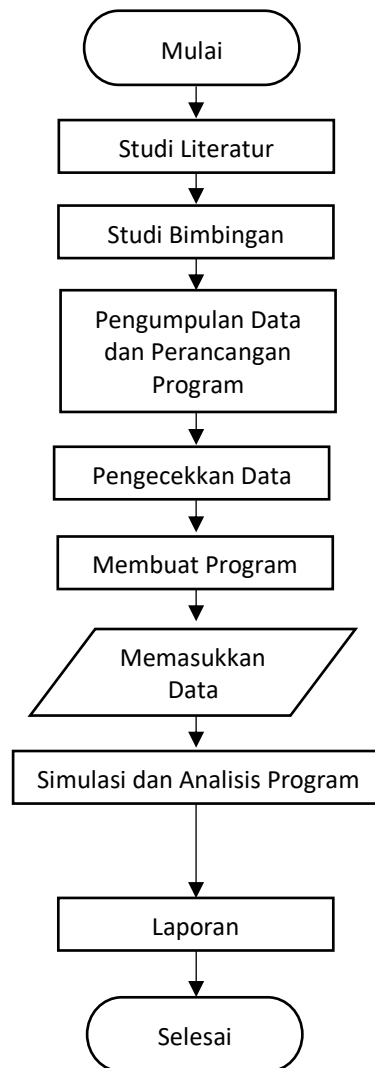 Mulai
Studi Literatur
Studi Bimbingan
Pengumpulan Data
dan Perancangan
Program
Pengecekkan Data
Membuat Program
Memasukkan
Data
Simulasi dan Analisis Program
Laporan
Selesai